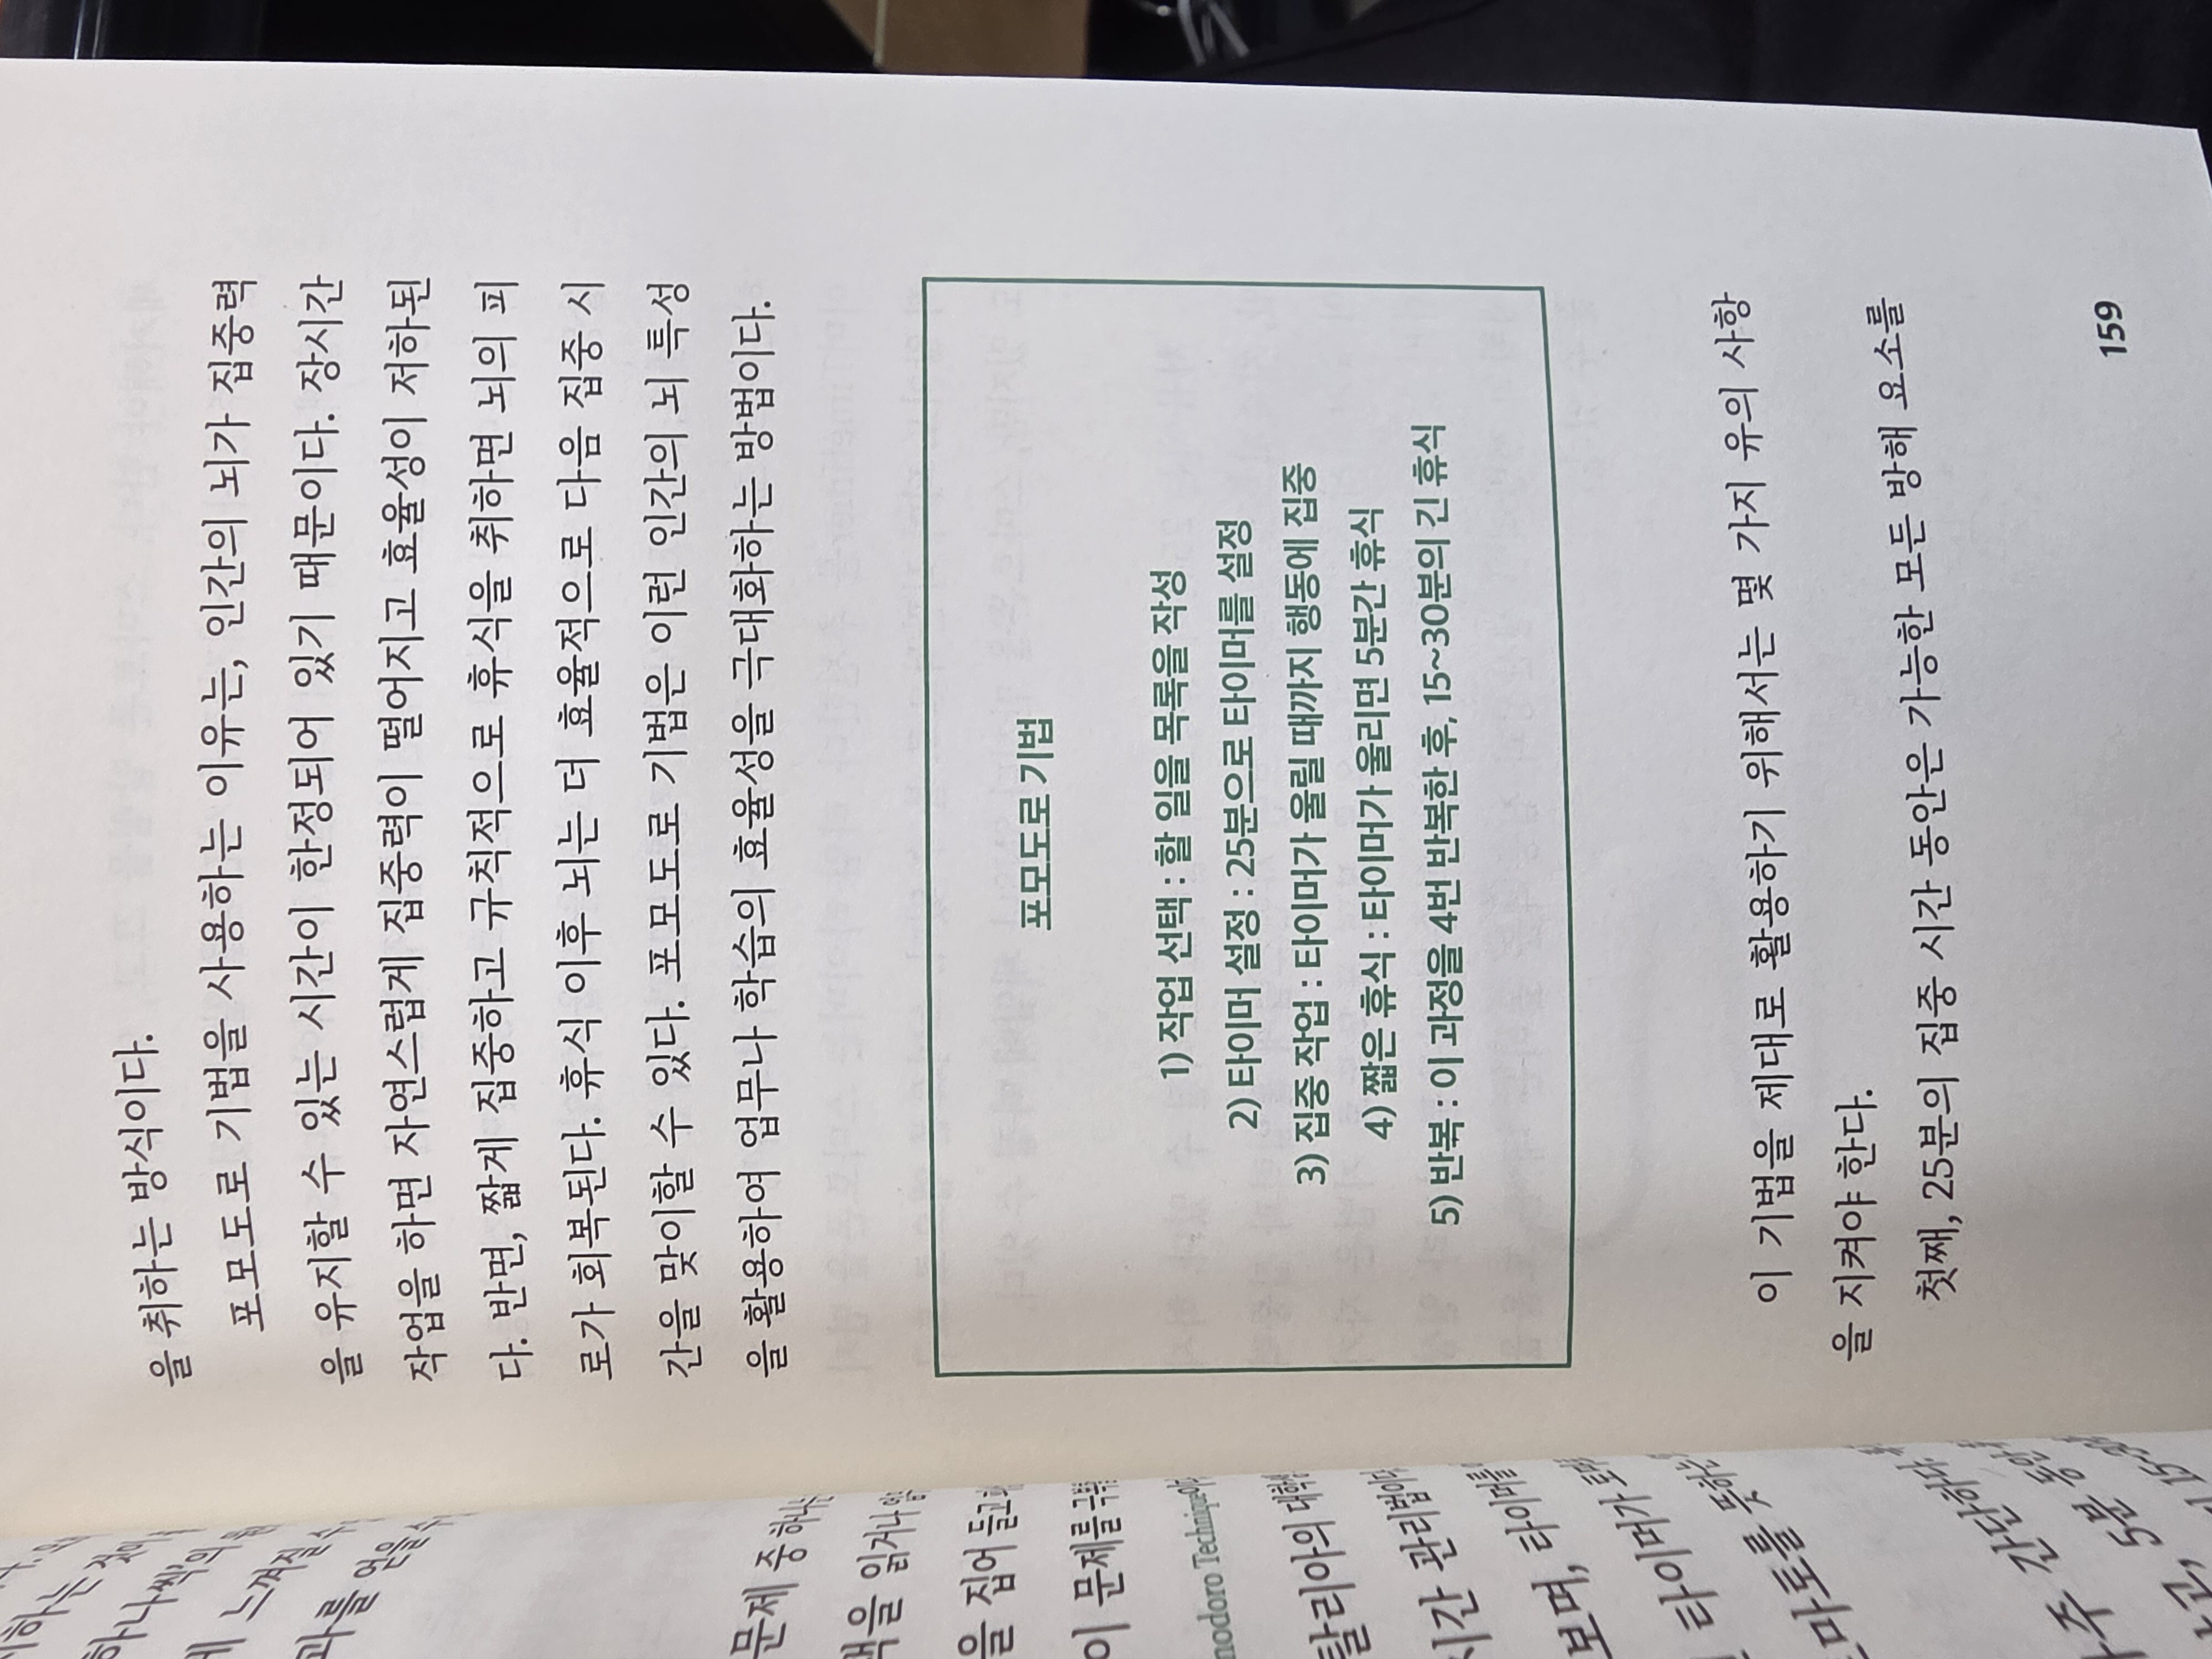 을 취하는 방식이다.
포모도로 기법을 사용하는 이유는, 인간의 뇌가 집중력
을 유지할 수 있는 시간이 한정되어 있기 때문이다. 장시간
작업을 하면 자연스럽게 집중력이 떨어지고 효율성이 저하된
다. 반면, 짧게 집중하고 규칙적으로 휴식을 취하면 뇌의 피
로가 회복된다. 휴식 이후 뇌는 더 효율적으로 다음 집중 시
간을 맞이할 수 있다. 포모도로 기법은 이런 인간의 뇌 특성
을 활용하여 업무나 학습의 효율성을 극대화하는 방법이다.
포모도로 기법
1) 작업 선택 : 할 일을 목록을 작성
2) 타이머 설정 : 25분으로 타이머를 설정
3) 집중 작업 : 타이머가 울릴 때까지 행동에 집중
4) 짧은 휴식 : 타이머가 울리면 5분간 휴식
5) 반복 : 이 과정을 4번 반복한 후, 15~30분의 긴 휴식
이 기법을 제대로 활용하기 위해서는 몇 가지 유의 사항
을 지켜야 한다.
첫째, 25분의 집중 시간 동안은 가능한 모든 방해 요소를
159